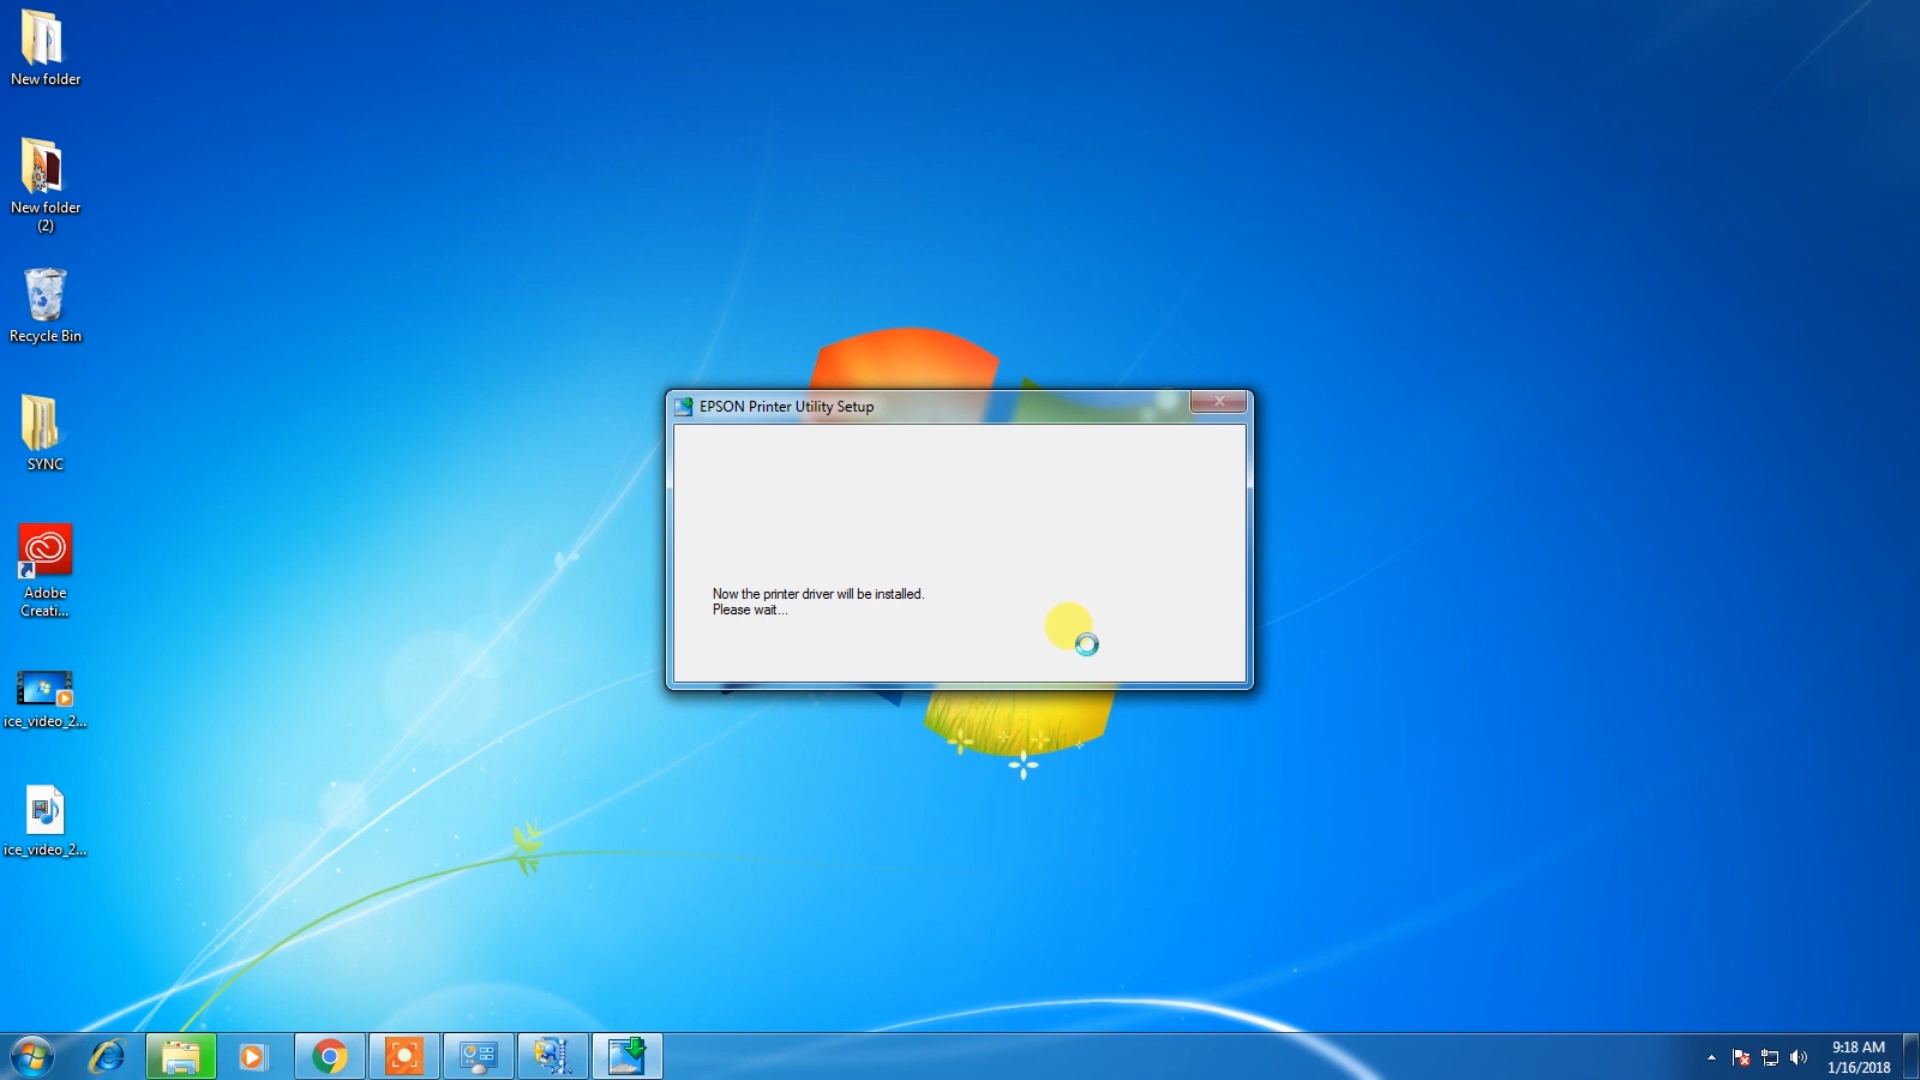 New folder
New folder
(2)
Recycle Bin
SYNC
Adobe
Creati...
ice_video_2...
ice_video_2...
EPSON Printer Utility Setup
Now the printer driver will be installed.
Please wait...
9:18 AM
1/16/2018